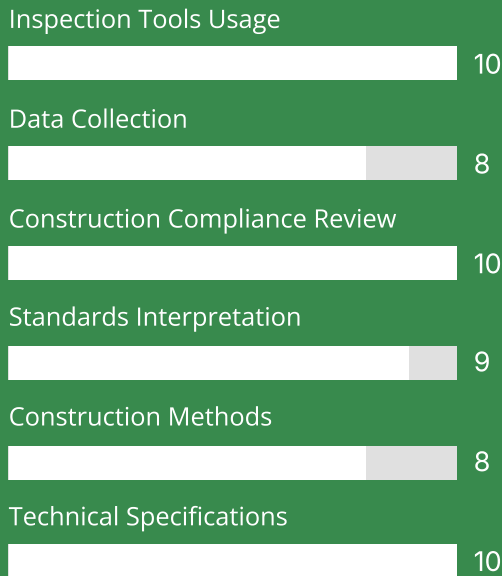 Inspection Tools Usage
10
Data Collection
8
Construction Compliance Review
10
Standards Interpretation
9
Construction Methods
8
Technical Specifications
10